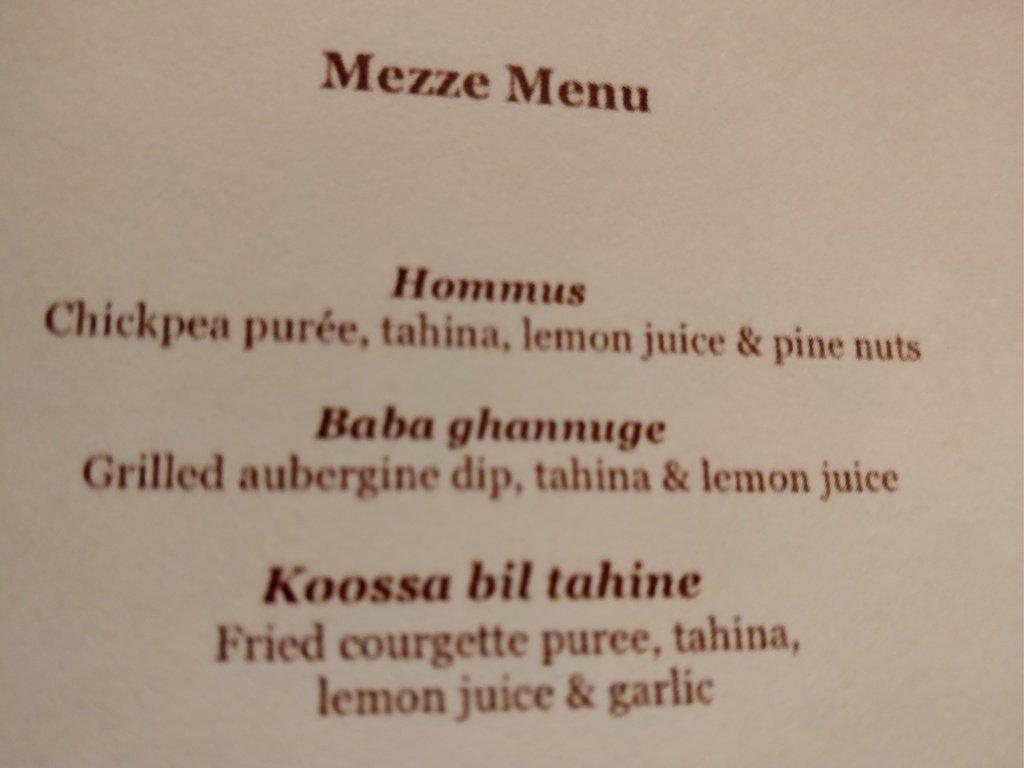 Mezze Menu
Hommus
Chickpea purée, tahina, lemon juice & pine nuts
Baba ghannuge
Grilled aubergine dip, tahina & lemon juice
Koossa bil tahine
Fried courgette puree, tahina,
lemon juice & garlic